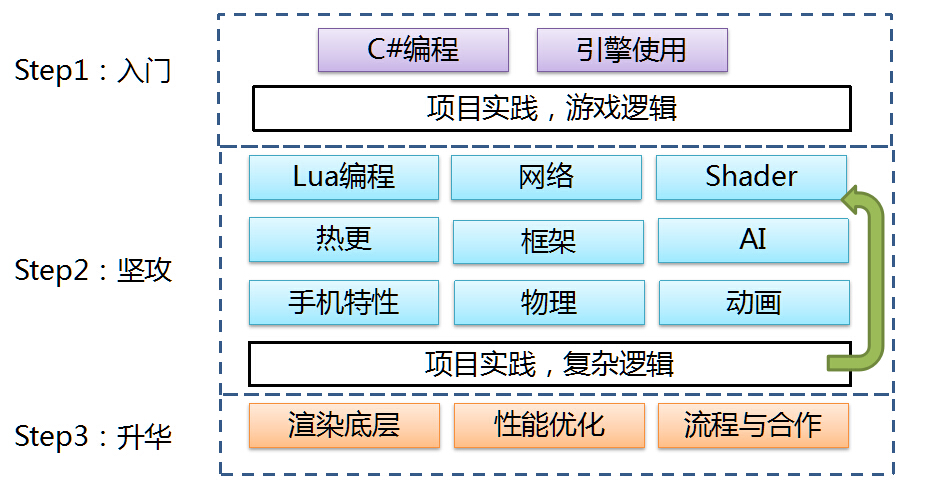 Step1：入门
C#编程
引擎使用
项目实践，游戏逻辑
Step2：坚攻
Lua编程
网络
Shader
热更
框架
AI
手机特性
物理
动画
项目实践，复杂逻辑
Step3：升华
渲染底层
性能优化
流程与合作